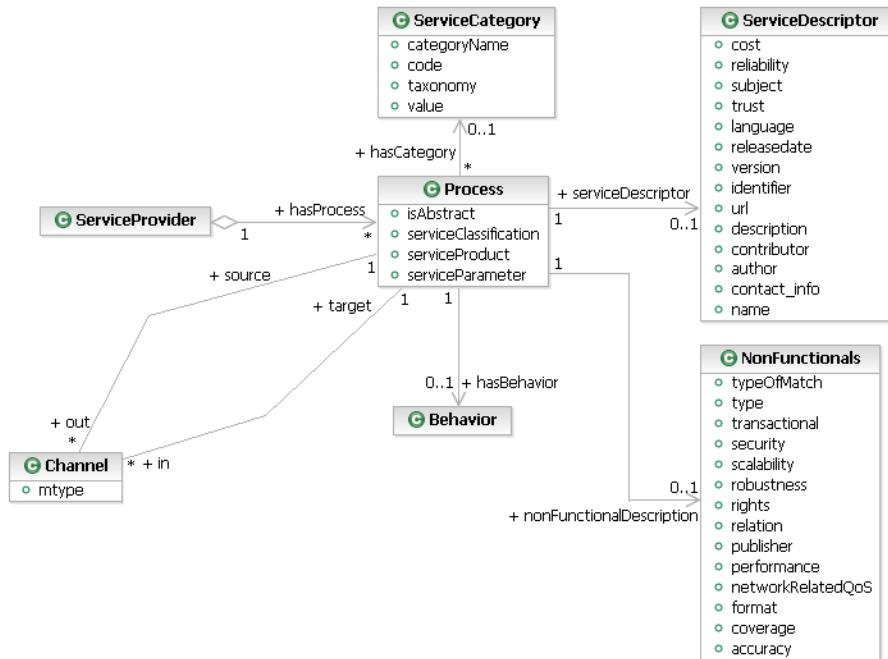 ServiceCategory
categoryName
code
taxonomy
value
0..1
+ hasCategory
*
ServiceDescriptor
cost
reliability
subject
trust
language
releasedate
version
identifier
url
description
contributor
author
contact_info
name
Process
isAbstract
serviceClassification
serviceProduct
serviceParameter
+ serviceDescriptor
1
0..1
ServiceProvider
+ hasProcess
1
*
+ source
1
+ target
1
1
1
0..1 + hasBehavior
Behavior
+ out
*
* + in
Channel
mtype
0..1
+ nonFunctionalDescription
NonFunctionals
typeOfMatch
type
transactional
security
scalability
robustness
rights
relation
publisher
performance
networkRelatedQoS
format
coverage
accuracy